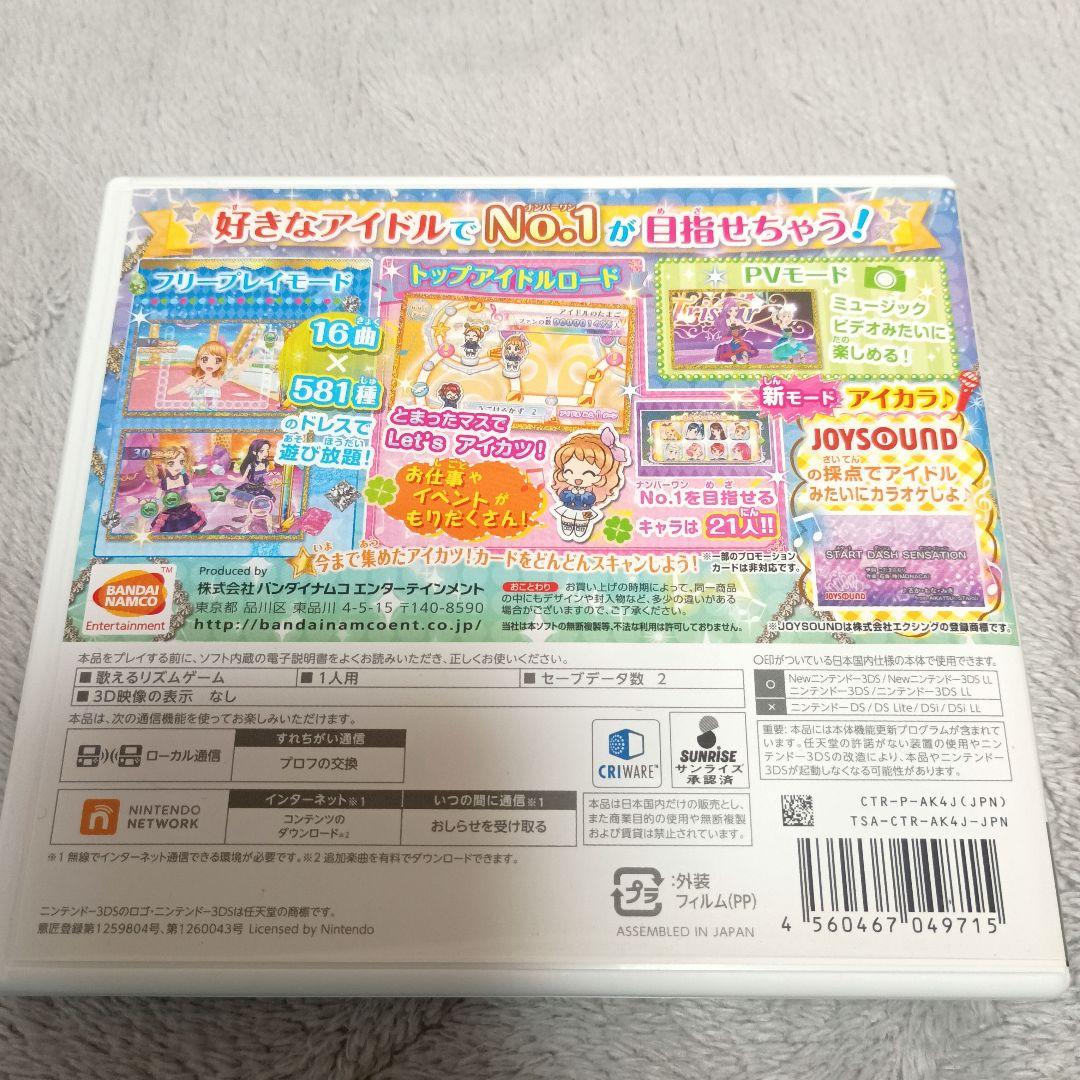 好きなアイドルでNo.1が目指せちゃう!
ナンバーワン
フリープレイモード
16曲
×
581種
のドレスで
遊び放題!
トップアイドルロード
アイドルのたまご
ファンの数
とまったマスで
Let's アイカツ!
お仕事や
イベントが
もりだくさん!
No.1を目指せる
キャラは21人!!
PVモード
ミュージック
ビデオみたいに
楽しめる!
新モード アイカラ♪
JOYSOUND
の採点でアイドル
みたいにカラオケしよ♪
START DASH SENSATION
JOYSOUND
今まで集めたアイカツ!カードをどんどんスキャンしよう!
※一部のプロモーション
カードは非対応です。
BANDAI
NAMCO
Entertainment
Produced by
株式会社 バンダイナムコ エンターテインメント
東京都 品川区 東品川 4-5-15 〒140-8590
http://bandainamcoent.co.jp/
おことわり お買い上げの時期によって、同一商品
の中にもデザインや封入物など、多少の違いがある
場合がございますので、ご了承ください。
当社は本ソフトの無断複製等、不法な利用は許可しておりません。
※JOYSOUNDは株式会社エクシングの登録商標です。
本品をプレイする前に、ソフト内蔵の電子説明書をよくお読みいただき、正しくお使いください。
■歌えるリズムゲーム
■1人用
■セーブデータ数 2
■3D映像の表示 なし
本品は、次の通信機能を使ってお楽しみいただけます。
ローカル通信
すれちがい通信
プロフの交換
NINTENDO
NETWORK
インターネット※1
コンテンツの
ダウンロード※2
いつの間に通信※1
おしらせを受け取る
※1 無線でインターネット通信できる環境が必要です。※2 追加楽曲を有料でダウンロードできます。
ニンテンドー3DSのロゴ・ニンテンドー3DSは任天堂の商標です。
意匠登録第1259804号、第1260043号 Licensed by Nintendo
CRIWARE™
SUNRISE
サンライズ
承認済
本品は日本国内だけの販売とし、
また商業目的の使用や無断複製
および賃貸は禁止されています。
○印がついている日本国内仕様の本体で使用できます。
○ Newニンテンドー3DS/Newニンテンドー3DS LL
ニンテンドー3DS/ニンテンドー3DS LL
× ニンテンドーDS/DS Lite/DSi/DSi LL
重要: 本品には本体機能更新プログラムが含まれて
います。任天堂の許諾がない装置の使用やニン
テンドー3DSの改造により、本品やニンテンドー
3DSが起動しなくなる可能性があります。
CTR-P-AK4J(JPN)
TSA-CTR-AK4J-JPN
プラ
:外装
フィルム(PP)
ASSEMBLED IN JAPAN
4 560467 049715